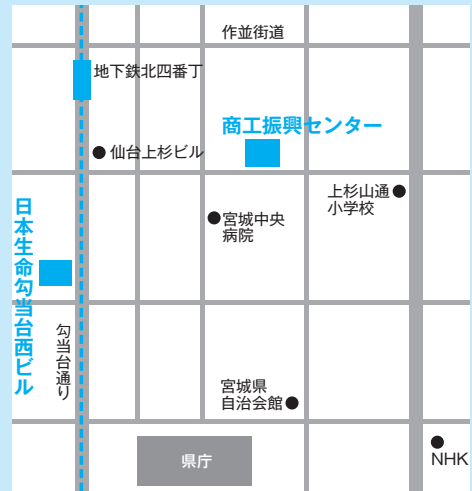 作並街道
地下鉄北四番丁
商工振興センター
仙台上杉ビル
上杉山通
小学校
宮城中央
病院
日本生命勾当台西ビル
勾当台通り
宮城県
自治会館
県庁
NHK